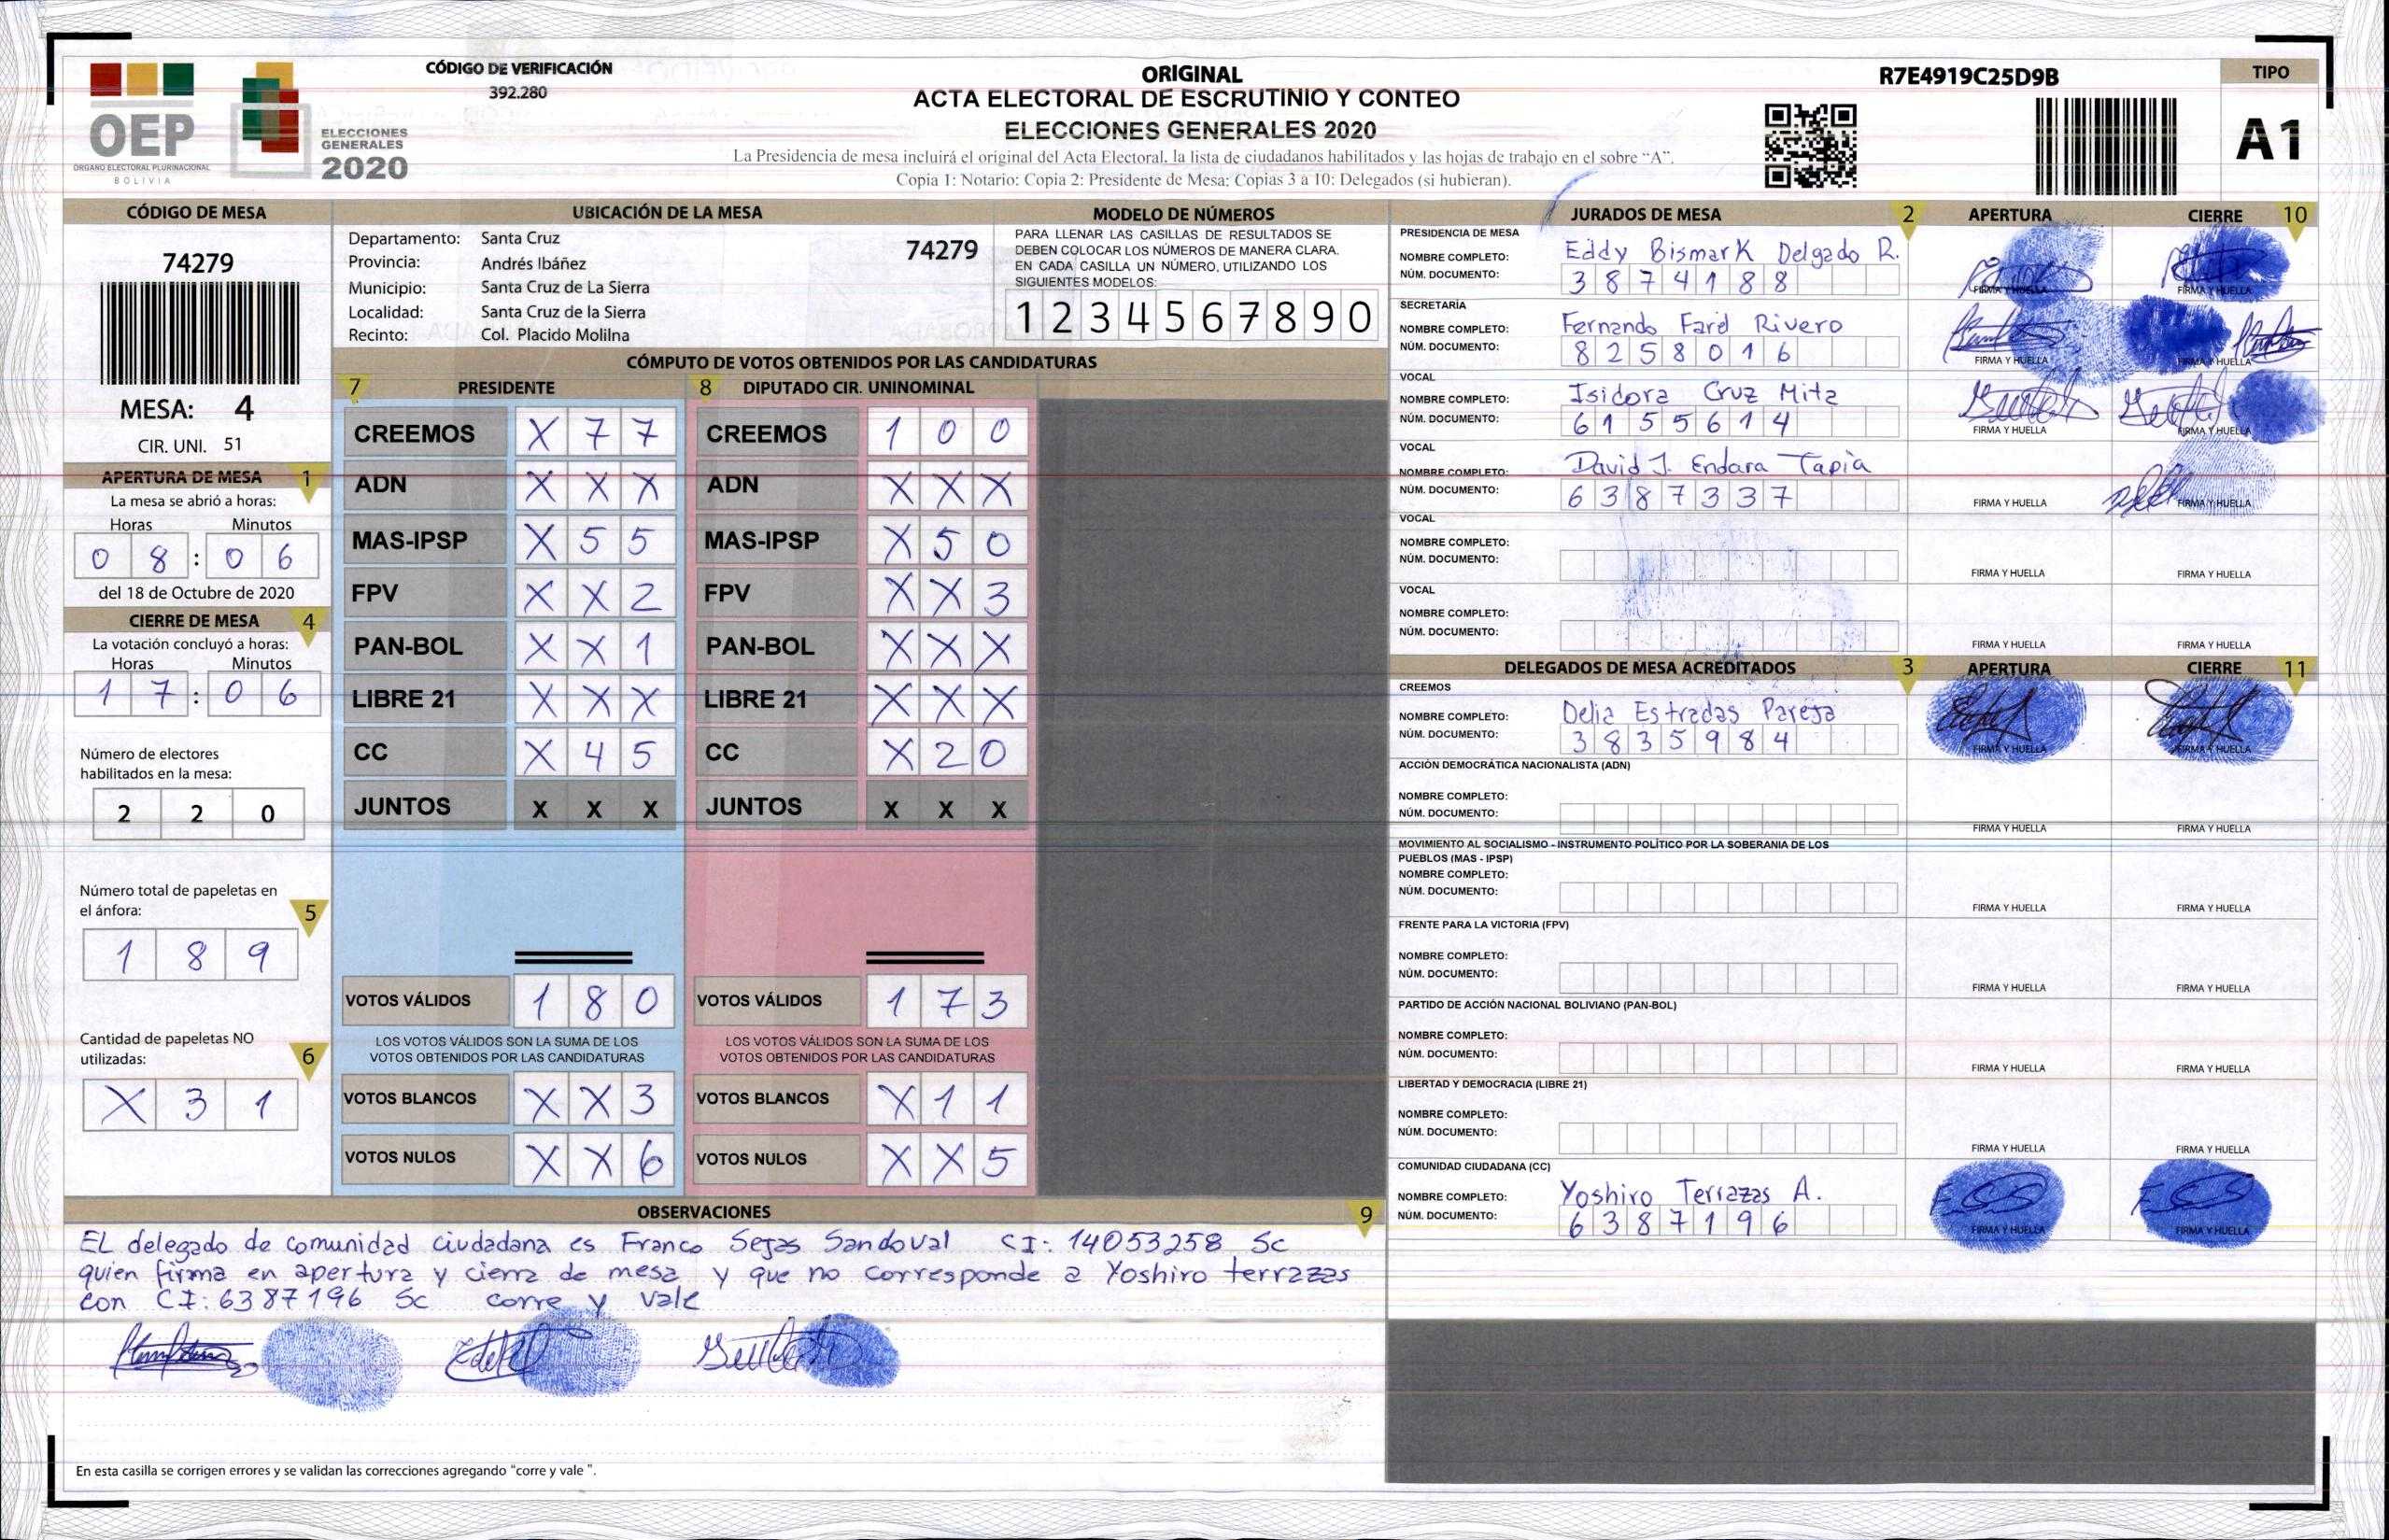 CÓDIGO DE VERIFICACIÓN
392.280
OEP
ORGANO ELECTORAL PLURINACIONAL
BOLIVIA
ELECCIONES
GENERALES
2020
ORIGINAL
ACTA ELECTORAL DE ESCRUTINIO Y CONTEO
ELECCIONES GENERALES 2020
La Presidencia de mesa incluirá el original del Acta Electoral, la lista de ciudadanos habilitados y las hojas de trabajo en el sobre "A".
Copia 1: Notario; Copia 2: Presidente de Mesa; Copias 3 a 10: Delegados (si hubieran).
R7E4919C25D9B
TIPO
A1
CÓDIGO DE MESA
74279
MESA: 4
CIR. UNI. 51
APERTURA DE MESA 1
La mesa se abrió a horas:
Horas Minutos
0 8 : 0 6
del 18 de Octubre de 2020
CIERRE DE MESA 4
La votación concluyó a horas:
Horas Minutos
1 7 : 0 6
Número de electores
habilitados en la mesa:
2 2 0
Número total de papeletas en
el ánfora: 5
1 8 9
Cantidad de papeletas NO
utilizadas: 6
X 3 1
UBICACIÓN DE LA MESA
Departamento: Santa Cruz
Provincia: Andrés Ibáñez
Municipio: Santa Cruz de La Sierra
Localidad: Santa Cruz de la Sierra
Recinto: Col. Placido Molilna
74279
MODELO DE NÚMEROS
PARA LLENAR LAS CASILLAS DE RESULTADOS SE
DEBEN COLOCAR LOS NÚMEROS DE MANERA CLARA.
EN CADA CASILLA UN NÚMERO, UTILIZANDO LOS
SIGUIENTES MODELOS:
1 2 3 4 5 6 7 8 9 0
CÓMPUTO DE VOTOS OBTENIDOS POR LAS CANDIDATURAS
7 PRESIDENTE 8 DIPUTADO CIR. UNINOMINAL
CREEMOS X 7 7 CREEMOS 1 0 0
ADN X X X ADN X X X
MAS-IPSP X 5 5 MAS-IPSP X 5 0
FPV X X 2 FPV X X 3
PAN-BOL X X 1 PAN-BOL X X X
LIBRE 21 X X X LIBRE 21 X X X
CC X 4 5 CC X 2 0
JUNTOS X X X JUNTOS X X X
VOTOS VÁLIDOS 1 8 0 VOTOS VÁLIDOS 1 7 3
LOS VOTOS VÁLIDOS SON LA SUMA DE LOS LOS VOTOS VÁLIDOS SON LA SUMA DE LOS
VOTOS OBTENIDOS POR LAS CANDIDATURAS VOTOS OBTENIDOS POR LAS CANDIDATURAS
VOTOS BLANCOS X X 3 VOTOS BLANCOS X 1 1
VOTOS NULOS X X 6 VOTOS NULOS X X 5
OBSERVACIONES 9
EL delegado de comunidad ciudadana es Franco Sejas Sandoval CI: 14053258 Sc
quien firma en apertura y cierre de mesa y que no corresponde a Yoshiro terrazas
con CI: 6387196 Sc corre y vale
En esta casilla se corrigen errores y se validan las correcciones agregando "corre y vale ".
JURADOS DE MESA 2 APERTURA CIERRE 10
PRESIDENCIA DE MESA
NOMBRE COMPLETO: Eddy Bismark Delgado R.
NÚM. DOCUMENTO: 3 8 7 4 1 8 8
FIRMA Y HUELLA FIRMA Y HUELLA
SECRETARÍA
NOMBRE COMPLETO: Fernando Farel Rivero
NÚM. DOCUMENTO: 8 2 5 8 0 1 6
FIRMA Y HUELLA FIRMA Y HUELLA
VOCAL
NOMBRE COMPLETO: Isidora Cruz Mita
NÚM. DOCUMENTO: 6 1 5 5 6 1 4
FIRMA Y HUELLA FIRMA Y HUELLA
VOCAL
NOMBRE COMPLETO: David J. Endara Tapia
NÚM. DOCUMENTO: 6 3 8 7 3 3 7
FIRMA Y HUELLA FIRMA Y HUELLA
VOCAL
NOMBRE COMPLETO:
NÚM. DOCUMENTO:
FIRMA Y HUELLA FIRMA Y HUELLA
VOCAL
NOMBRE COMPLETO:
NÚM. DOCUMENTO:
FIRMA Y HUELLA FIRMA Y HUELLA
DELEGADOS DE MESA ACREDITADOS 3 APERTURA CIERRE 11
CREEMOS
NOMBRE COMPLETO: Delia Estradas Pareja
NÚM. DOCUMENTO: 3 8 3 5 9 8 4
FIRMA Y HUELLA FIRMA Y HUELLA
ACCIÓN DEMOCRÁTICA NACIONALISTA (ADN)
NOMBRE COMPLETO:
NÚM. DOCUMENTO:
FIRMA Y HUELLA FIRMA Y HUELLA
MOVIMIENTO AL SOCIALISMO - INSTRUMENTO POLÍTICO POR LA SOBERANIA DE LOS
PUEBLOS (MAS - IPSP)
NOMBRE COMPLETO:
NÚM. DOCUMENTO:
FIRMA Y HUELLA FIRMA Y HUELLA
FRENTE PARA LA VICTORIA (FPV)
NOMBRE COMPLETO:
NÚM. DOCUMENTO:
FIRMA Y HUELLA FIRMA Y HUELLA
PARTIDO DE ACCIÓN NACIONAL BOLIVIANO (PAN-BOL)
NOMBRE COMPLETO:
NÚM. DOCUMENTO:
FIRMA Y HUELLA FIRMA Y HUELLA
LIBERTAD Y DEMOCRACIA (LIBRE 21)
NOMBRE COMPLETO:
NÚM. DOCUMENTO:
FIRMA Y HUELLA FIRMA Y HUELLA
COMUNIDAD CIUDADANA (CC)
NOMBRE COMPLETO: Yoshiro Terrazas A.
NÚM. DOCUMENTO: 6 3 8 7 1 9 6
FIRMA Y HUELLA FIRMA Y HUELLA